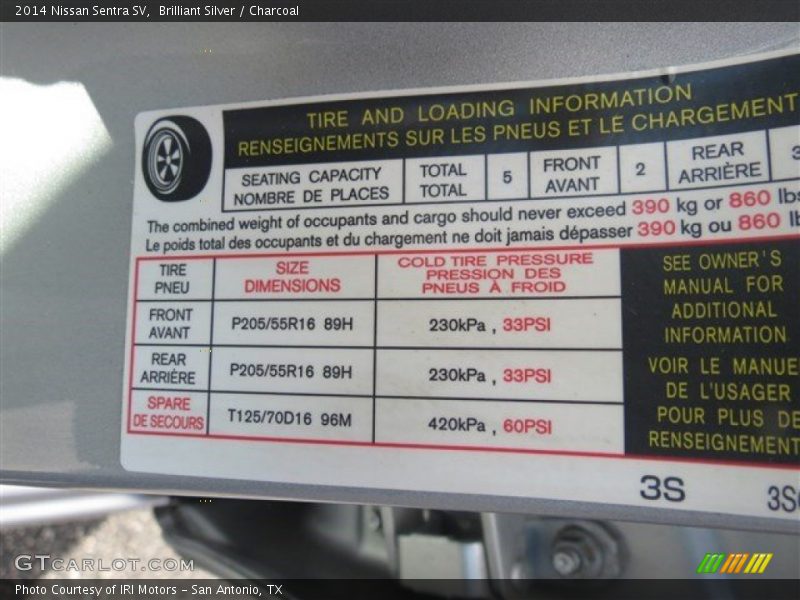 2014 Nissan Sentra SV,  Brilliant Silver / Charcoal
TIRE AND LOADING INFORMATION
RENSEIGNEMENTS SUR LES PNEUS ET LE CHARGEMENT
SEATING CAPACITY
NOMBRE DE PLACES
TOTAL
TOTAL
5
FRONT
AVANT
2
REAR
ARRIÈRE
3
The combined weight of occupants and cargo should never exceed 390 kg or 860 lbs
Le poids total des occupants et du chargement ne doit jamais dépasser 390 kg ou 860 lb
TIRE
PNEU
SIZE
DIMENSIONS
COLD TIRE PRESSURE
PRESSION DES
PNEUS À FROID
FRONT
AVANT
P205/55R16 89H
230kPa , 33PSI
REAR
ARRIÈRE
P205/55R16 89H
230kPa , 33PSI
SPARE
DE SECOURS
T125/70D16 96M
420kPa , 60PSI
SEE OWNER'S
MANUAL FOR
ADDITIONAL
INFORMATION
VOIR LE MANUEL
DE L'USAGER
POUR PLUS DE
RENSEIGNEMENT
3S
GTCARLOT.COM
Photo Courtesy of IRI Motors - San Antonio, TX